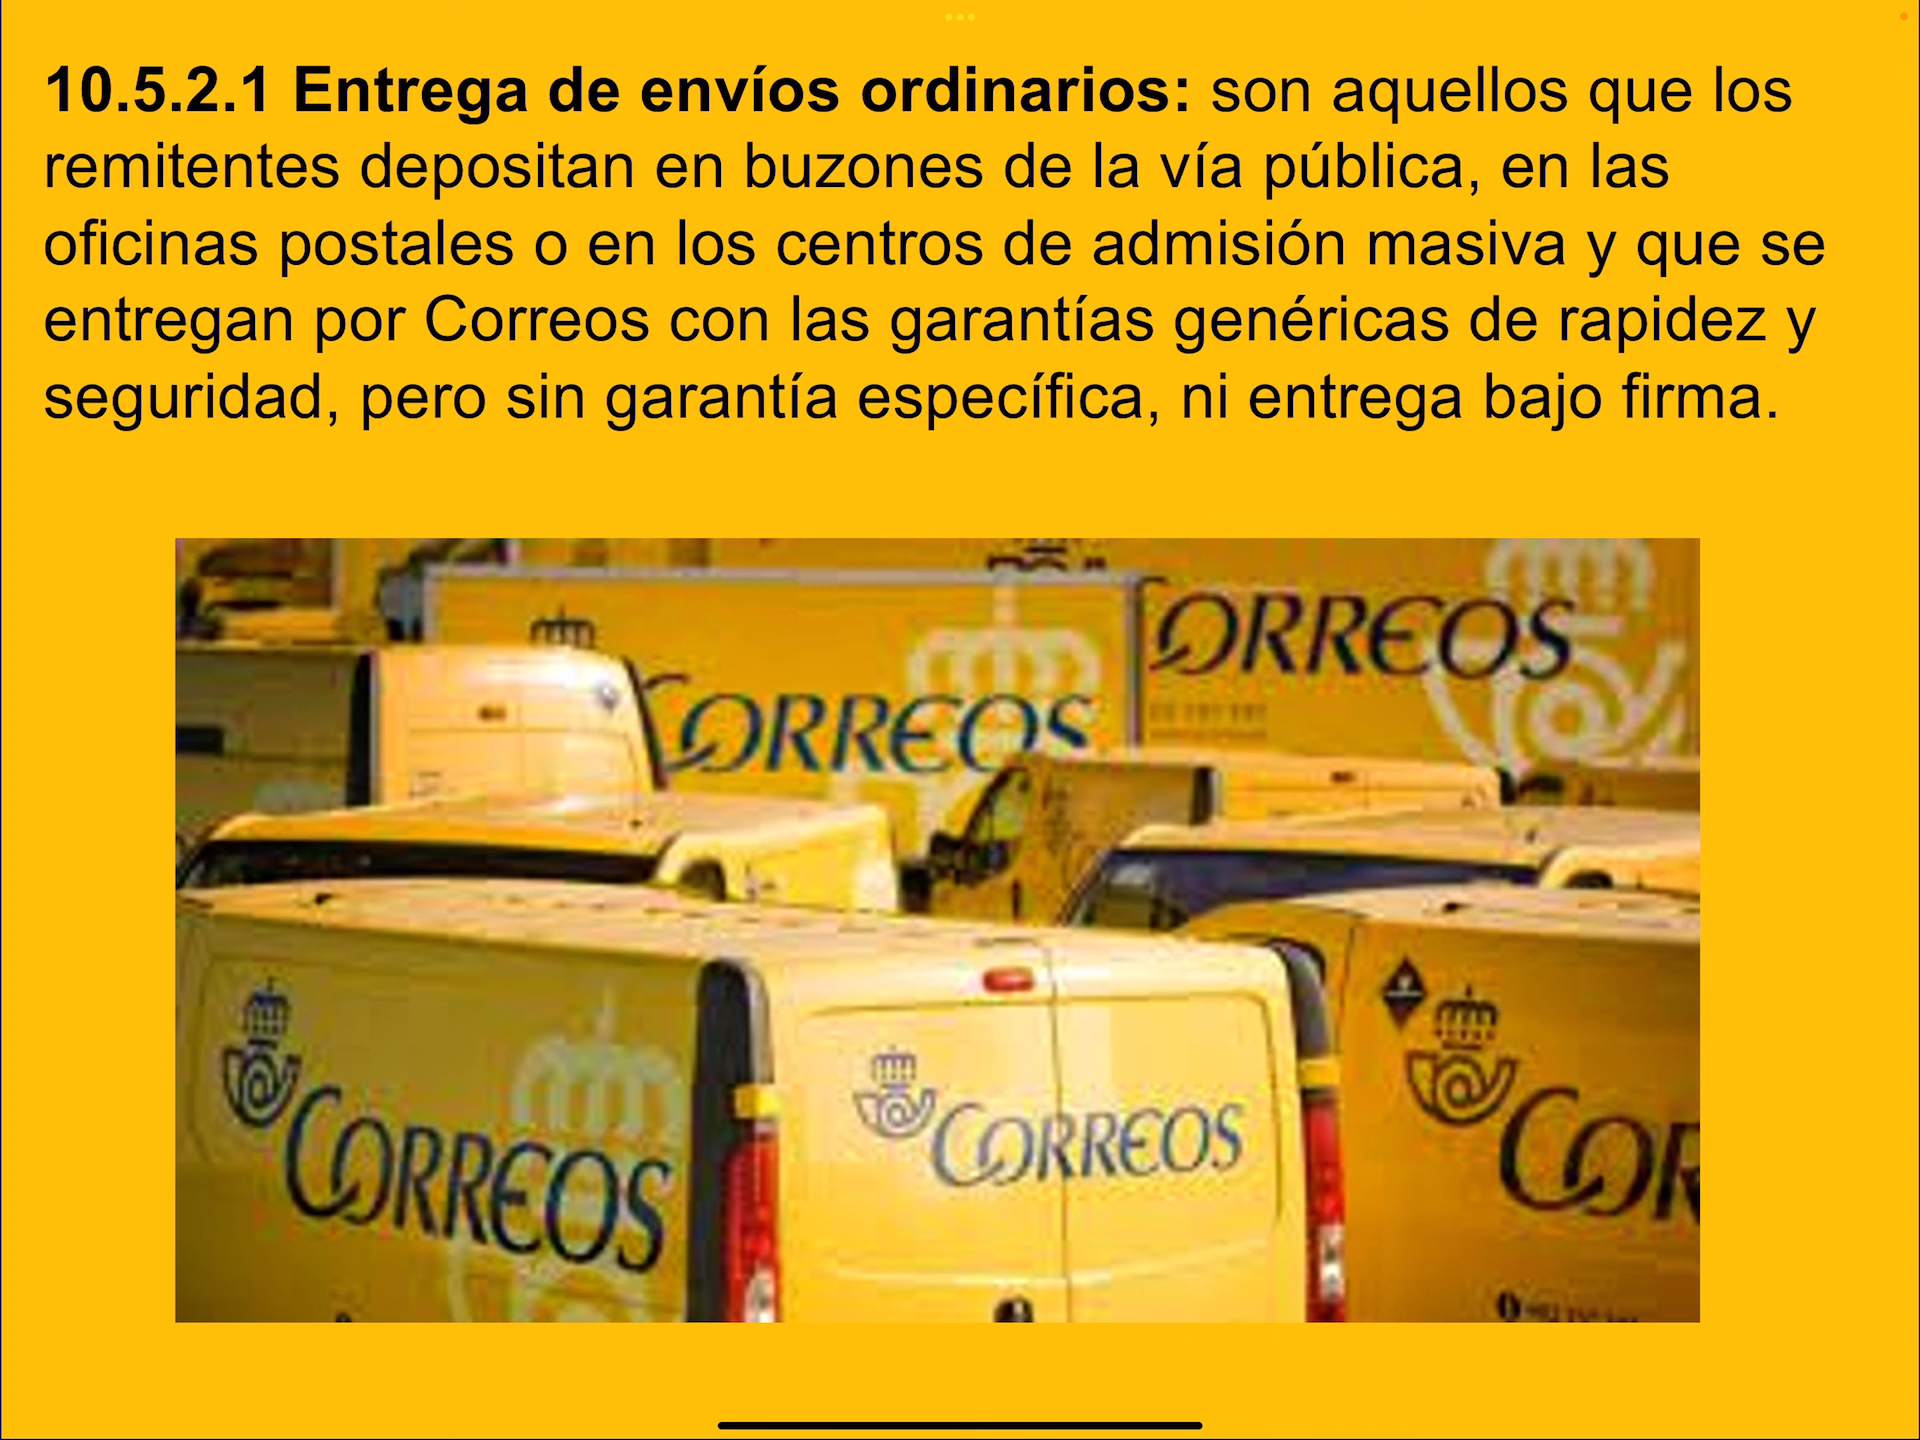 10.5.2.1 Entrega de envíos ordinarios: son aquellos que los
remitentes depositan en buzones de la vía pública, en las
oficinas postales o en los centros de admisión masiva y que se
entregan por Correos con las garantías genéricas de rapidez y
seguridad, pero sin garantía específica, ni entrega bajo firma.
ORREOS
CORREOS
CORREOS
CORREOS
COR